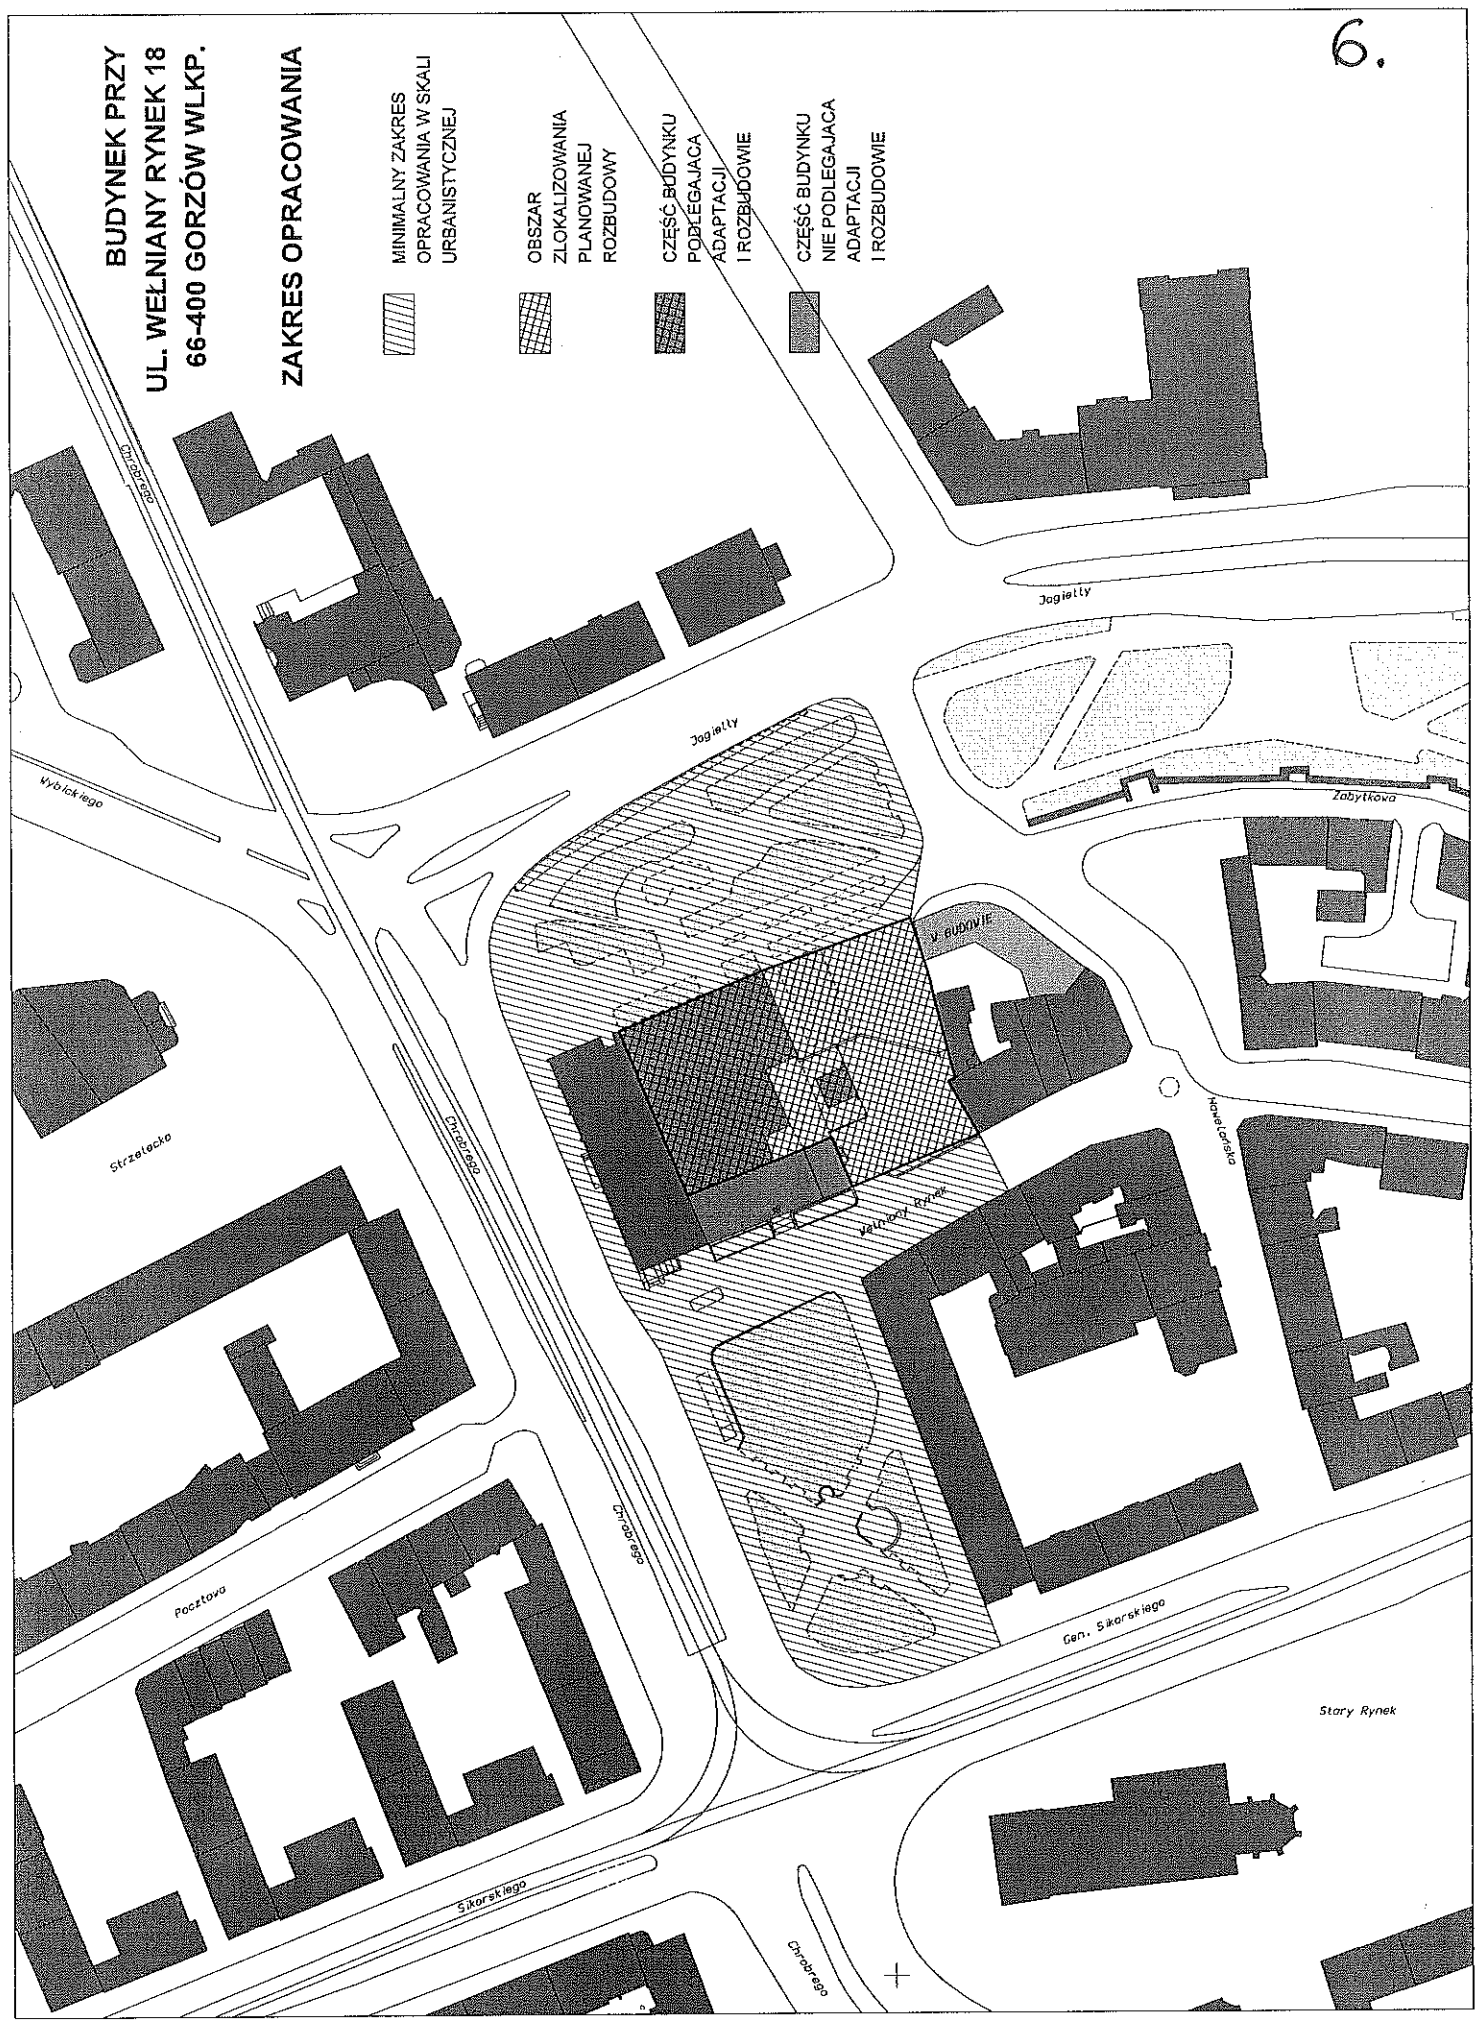 6.
BUDYNEK PRZY
UL. WEŁNIANY RYNEK 18
66-400 GORZÓW WLKP.
ZAKRES OPRACOWANIA
MINIMALNY ZAKRES
OPRACOWANIA W SKALI
URBANISTYCZNEJ
OBSZAR
ZLOKALIZOWANIA
PLANOWANEJ
ROZBUDOWY
CZĘŚĆ BUDYNKU
PODLEGAJACA
ADAPTACJI
I ROZBUDOWIE
CZĘŚĆ BUDYNKU
NIE PODLEGAJACA
ADAPTACJI
I ROZBUDOWIE
Chrobrego
Wybickiego
Jagiełły
Jagiełły
Zabytkowa
W BUDOWIE
Strzelecka
Chrobrego
Wełniany Rynek
Hawelańska
Pocztowa
Chrobrego
Gen. Sikorskiego
Stary Rynek
Sikorskiego
Chrobrego